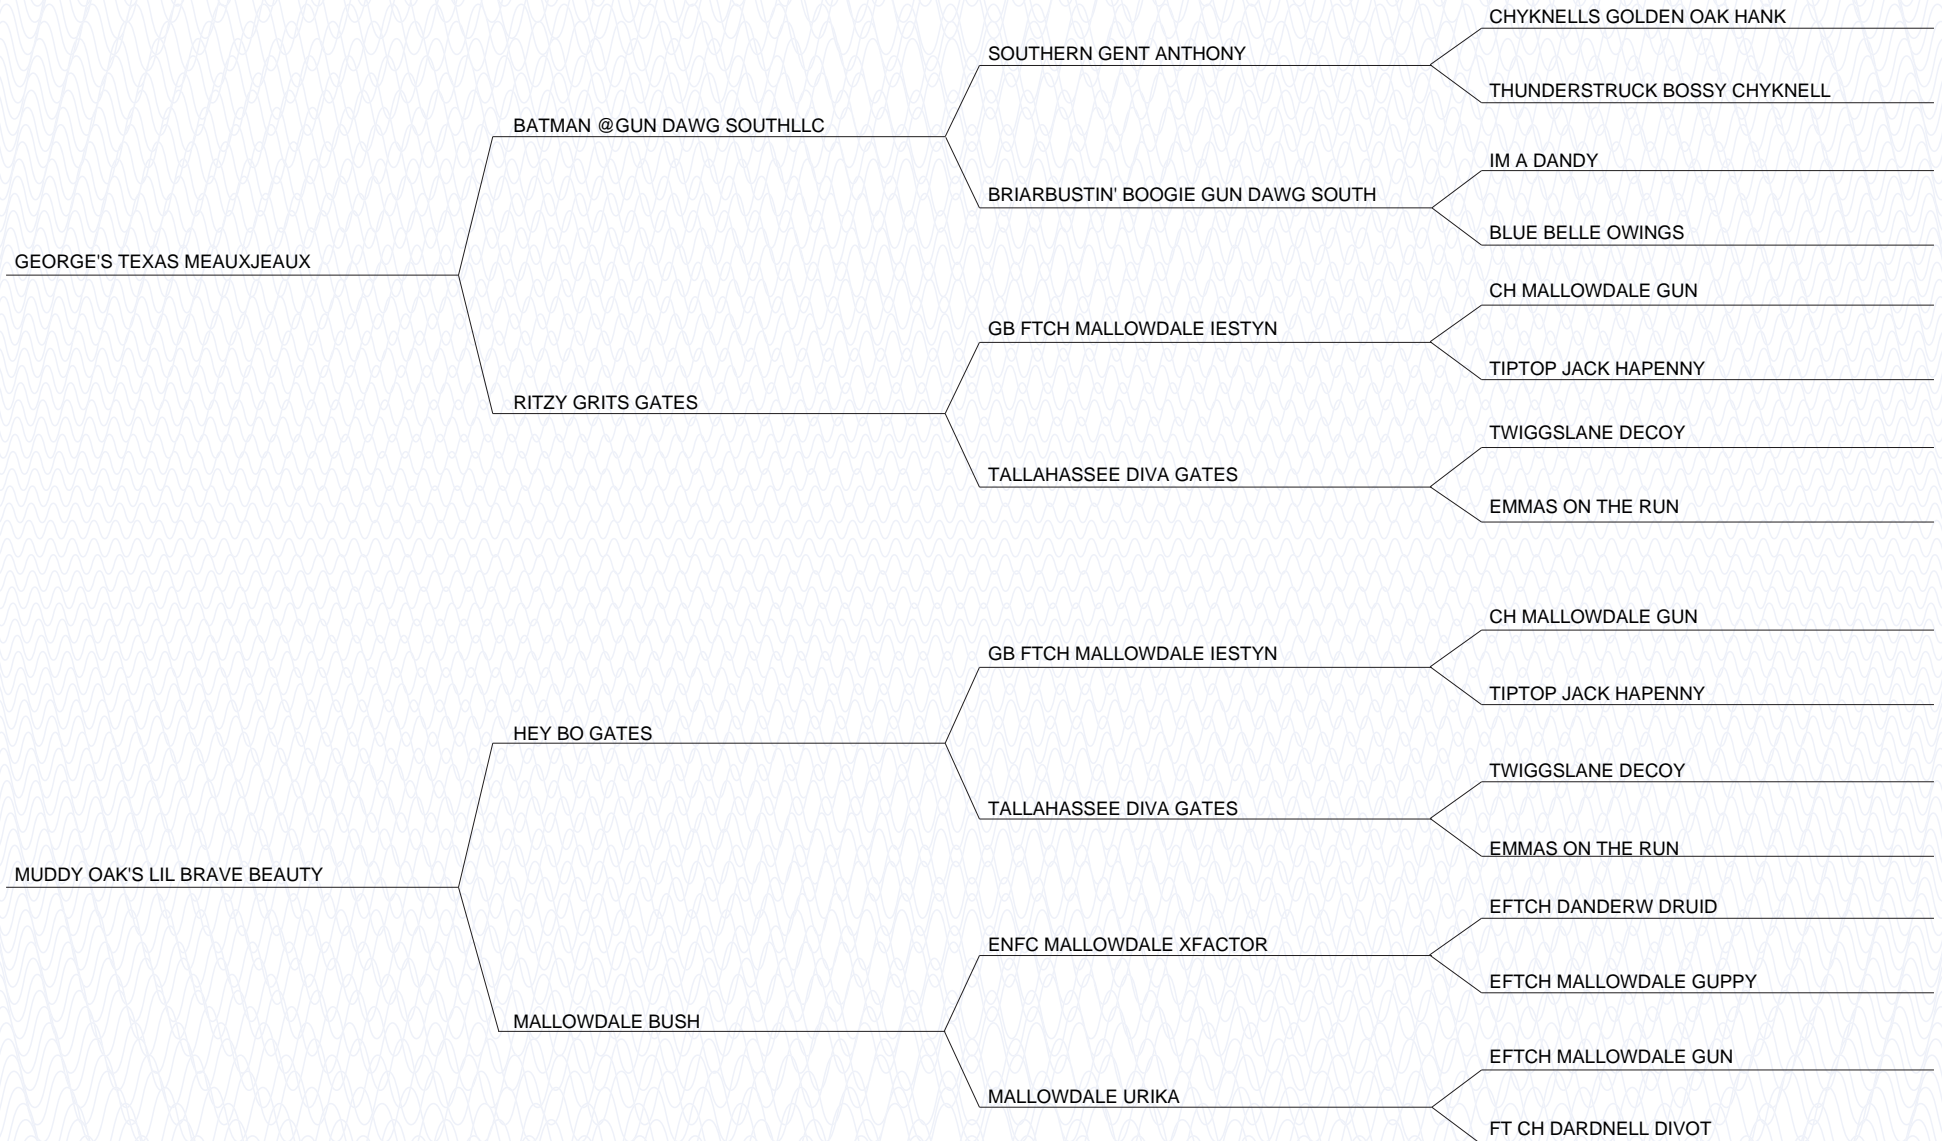 CHYKNELLS GOLDEN OAK HANK
SOUTHERN GENT ANTHONY
THUNDERSTRUCK BOSSY CHYKNELL
BATMAN @GUN DAWG SOUTHLLC
IM A DANDY
BRIARBUSTIN' BOOGIE GUN DAWG SOUTH
BLUE BELLE OWINGS
GEORGE'S TEXAS MEAUXJEAUX
CH MALLOWDALE GUN
GB FTCH MALLOWDALE IESTYN
TIPTOP JACK HAPENNY
RITZY GRITS GATES
TWIGGSLANE DECOY
TALLAHASSEE DIVA GATES
EMMAS ON THE RUN
CH MALLOWDALE GUN
GB FTCH MALLOWDALE IESTYN
TIPTOP JACK HAPENNY
HEY BO GATES
TWIGGSLANE DECOY
TALLAHASSEE DIVA GATES
EMMAS ON THE RUN
MUDDY OAK'S LIL BRAVE BEAUTY
EFTCH DANDERW DRUID
ENFC MALLOWDALE XFACTOR
EFTCH MALLOWDALE GUPPY
MALLOWDALE BUSH
EFTCH MALLOWDALE GUN
MALLOWDALE URIKA
FT CH DARDNELL DIVOT